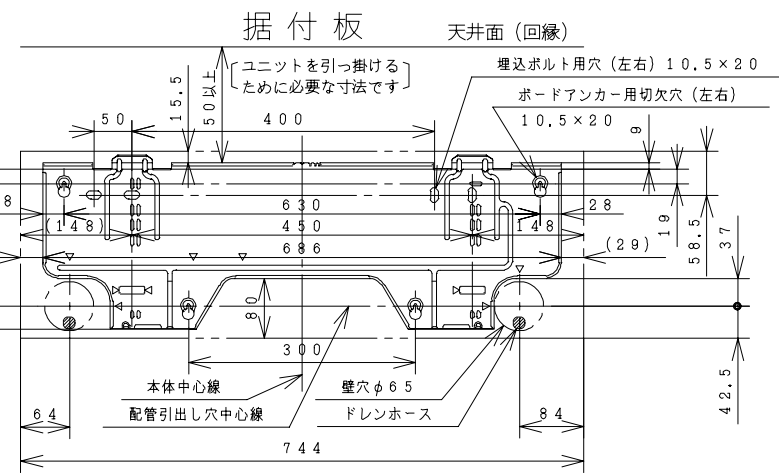 据付板
天井面（回縁）
ユニットを引っ掛ける
ために必要な寸法です
埋込ボルト用穴（左右）10.5×20
ボードアンカー用切欠穴（左右）
10.5×20
15.5
50以上
50
400
9
8
630
28
(148)
450
148
19
58.5
37
686
(29)
80
300
本体中心線
壁穴φ65
配管引出し穴中心線
ドレンホース
42.5
64
84
744